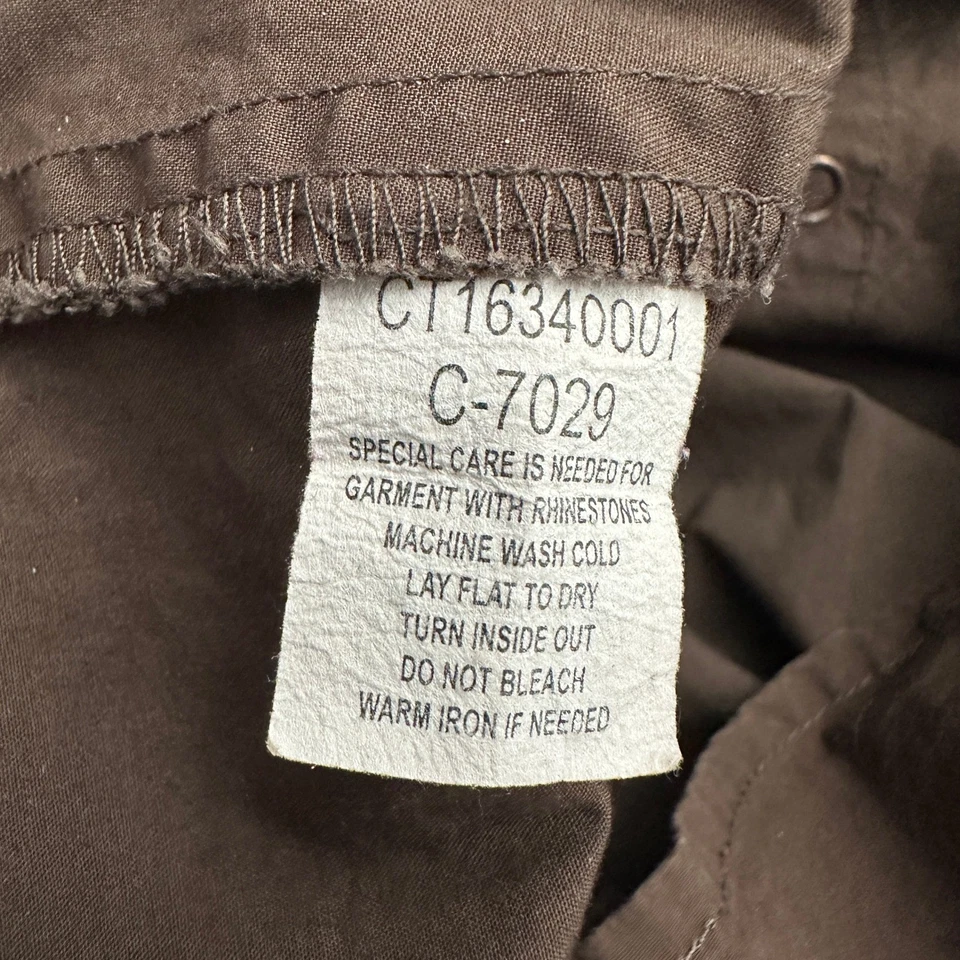 CT16340001
C-7029
SPECIAL CARE IS NEEDED FOR
GARMENT WITH RHINESTONES
MACHINE WASH COLD
LAY FLAT TO DRY
TURN INSIDE OUT
DO NOT BLEACH
WARM IRON IF NEEDED